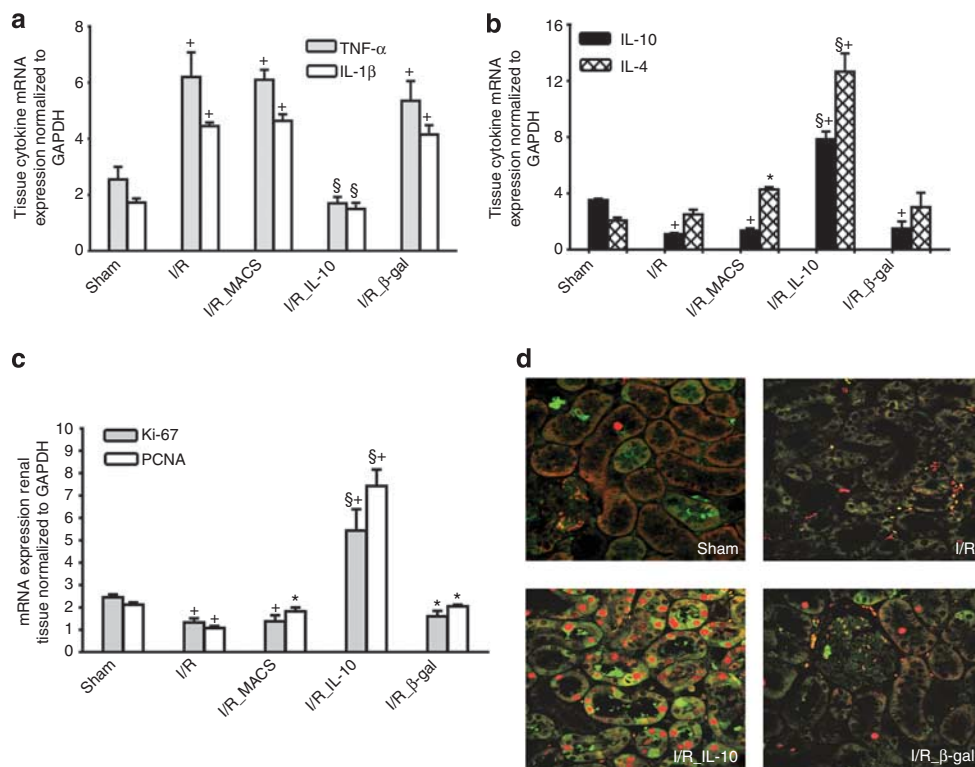 a
Tissue cytokine mRNA
expression normalized to
GAPDH
8
6
4
2
0
TNF-α
IL-1β
+
+
+
+
§
§
+
+
Sham
I/R
I/R_MACS
I/R_IL-10
I/R_β-gal
b
Tissue cytokine mRNA
expression normalized to
GAPDH
16
12
8
4
0
IL-10
IL-4
+
+
*
§+
§+
+
Sham
I/R
I/R_MACS
I/R_IL-10
I/R_β-gal
c
mRNA expression renal
tissue normalized to GAPDH
10
9
8
7
6
5
4
3
2
1
0
Ki-67
PCNA
+
+
+
*
§+
§+
*
*
Sham
I/R
I/R_MACS
I/R_IL-10
I/R_β-gal
d
Sham
I/R
I/R_IL-10
I/R_β-gal